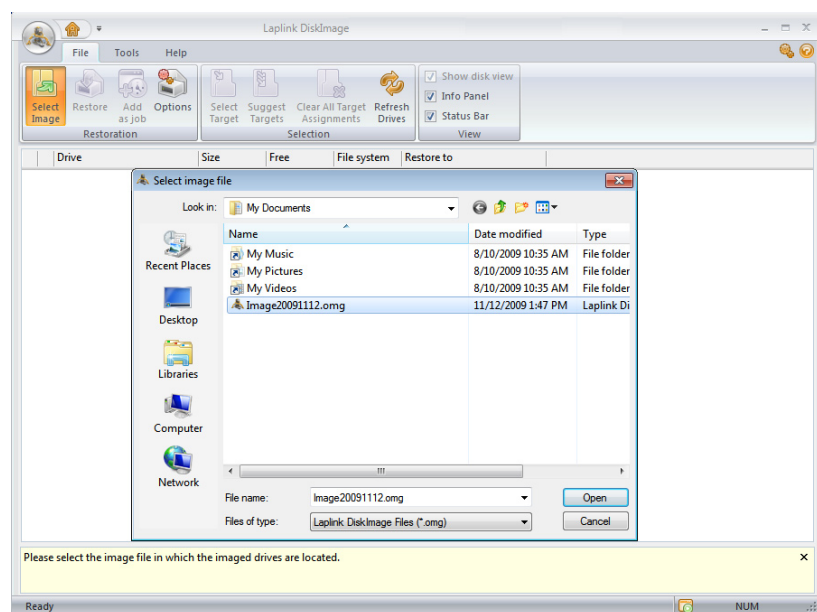 Laplink DiskImage
File Tools Help
Select Image Restore Add as job Options Select Target Suggest Targets Clear All Target Assignments Refresh Drives Show disk view
Info Panel
Status Bar
Restoration Selection View
Drive Size Free File system Restore to
Select image file
Look in: My Documents
Name Date modified Type
My Music 8/10/2009 10:35 AM File folder
My Pictures 8/10/2009 10:35 AM File folder
My Videos 8/10/2009 10:35 AM File folder
Image20091112.omg 11/12/2009 1:47 PM Laplink Di
Recent Places
Desktop
Libraries
Computer
Network
File name: Image20091112.omg Open
Files of type: Laplink DiskImage Files (*.omg) Cancel
Please select the image file in which the imaged drives are located.
Ready NUM